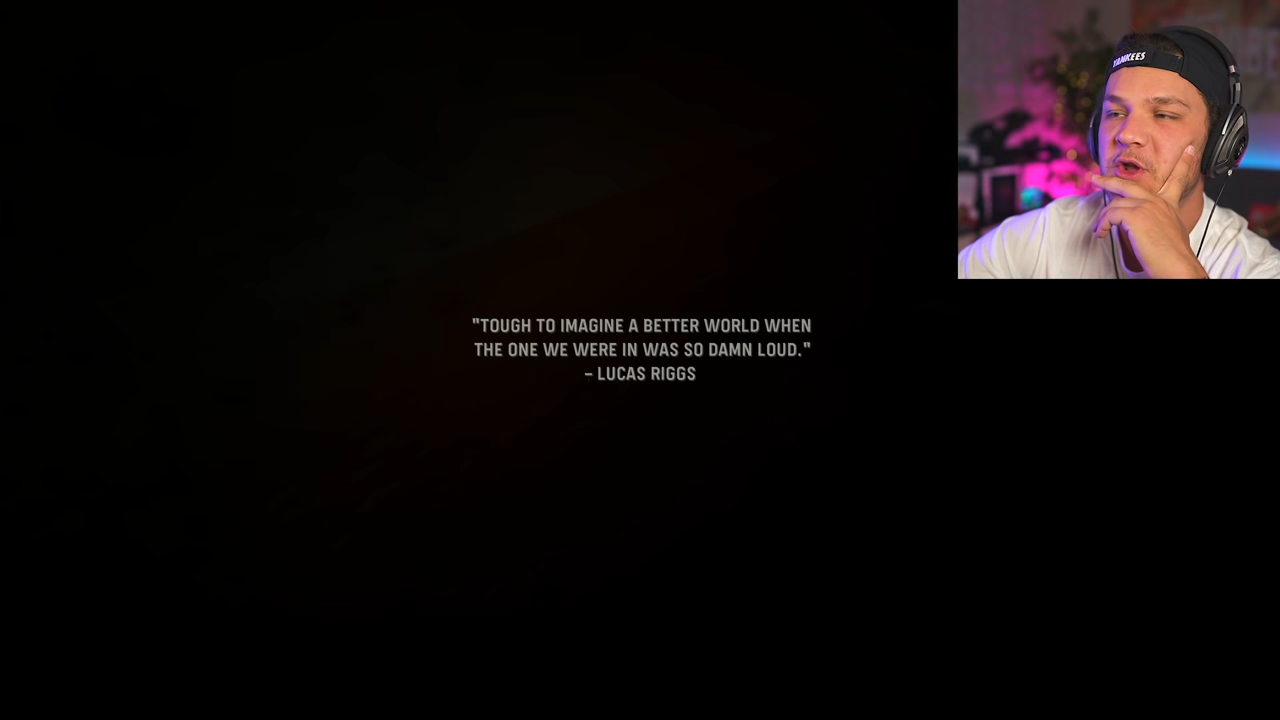 YANKEES
"TOUGH TO IMAGINE A BETTER WORLD WHEN
THE ONE WE WERE IN WAS SO DAMN LOUD."
– LUCAS RIGGS